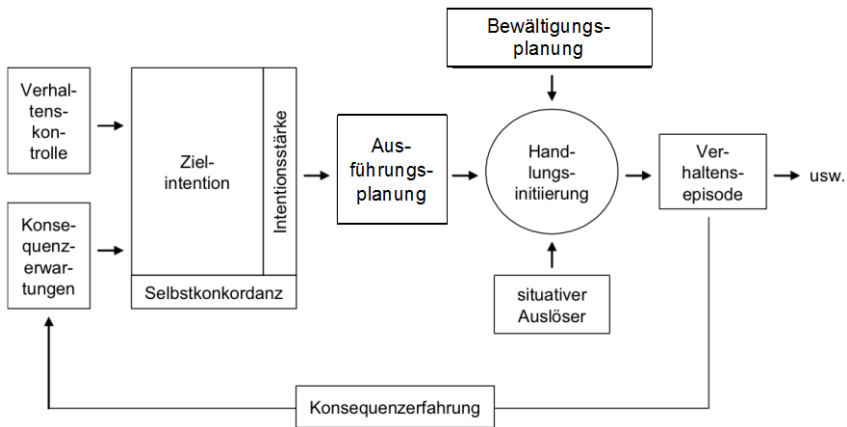 Bewältigungs-
planung
Verhal-
tens-
kon-
trolle
Ziel-
intention
Intentionsstärke
Aus-
führungs-
planung
Hand-
lungs-
initiierung
Ver-
haltens-
episode
usw.
Konse-
quenz-
erwar-
tungen
Selbstkonkordanz
situativer
Auslöser
Konsequenzerfahrung